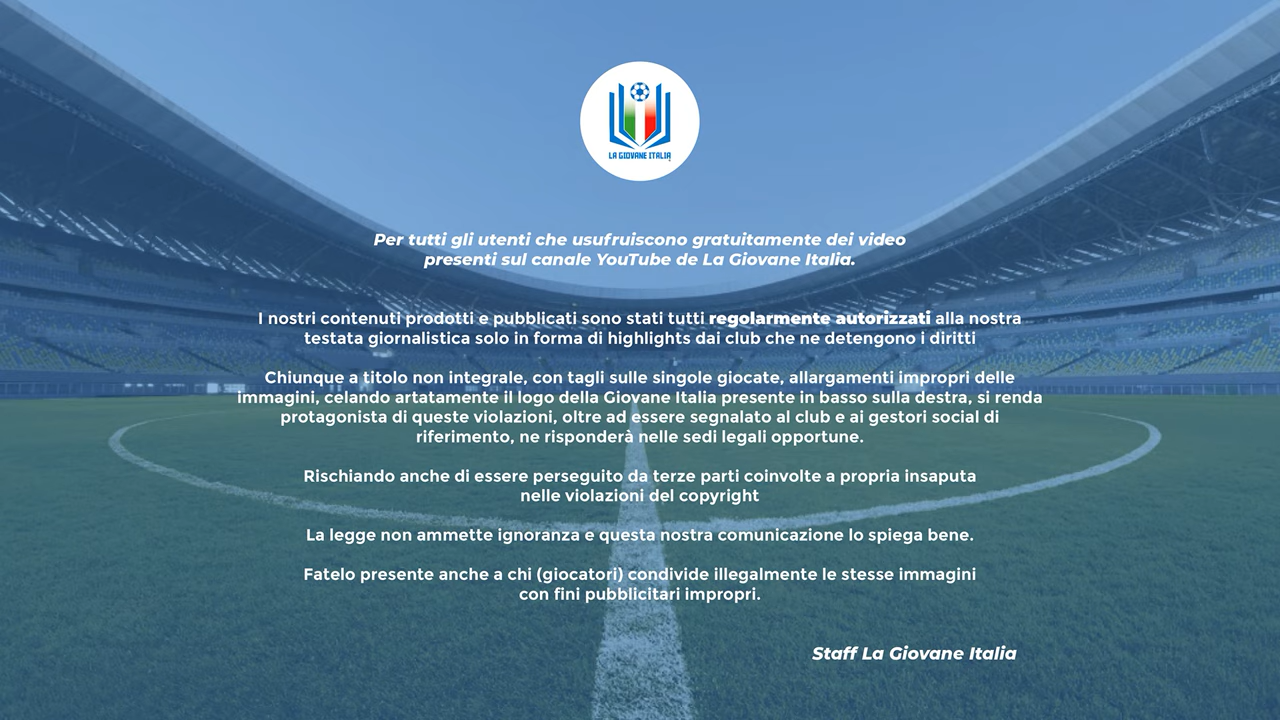 LA GIOVANE ITALIA
Per tutti gli utenti che usufruiscono gratuitamente dei video
presenti sul canale YouTube de La Giovane Italia.
I nostri contenuti prodotti e pubblicati sono stati tutti regolarmente autorizzati alla nostra
testata giornalistica solo in forma di highlights dai club che ne detengono i diritti
Chiunque a titolo non integrale, con tagli sulle singole giocate, allargamenti impropri delle
immagini, celando artatamente il logo della Giovane Italia presente in basso sulla destra, si renda
protagonista di queste violazioni, oltre ad essere segnalato al club e ai gestori social di
riferimento, ne risponderà nelle sedi legali opportune.
Rischiando anche di essere perseguito da terze parti coinvolte a propria insaputa
nelle violazioni del copyright
La legge non ammette ignoranza e questa nostra comunicazione lo spiega bene.
Fatelo presente anche a chi (giocatori) condivide illegalmente le stesse immagini
con fini pubblicitari impropri.
Staff La Giovane Italia